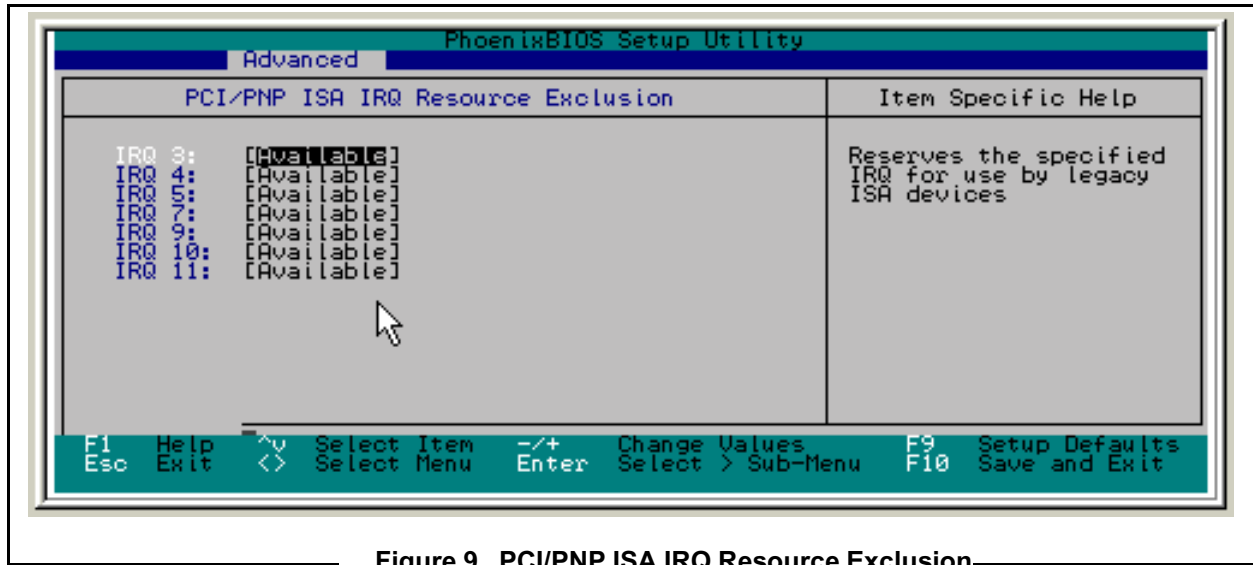 PhoenixBIOS Setup Utility
Advanced
PCI/PNP ISA IRQ Resource Exclusion
Item Specific Help
IRQ 3: [Available]
IRQ 4: [Available]
IRQ 5: [Available]
IRQ 7: [Available]
IRQ 9: [Available]
IRQ 10: [Available]
IRQ 11: [Available]
Reserves the specified
IRQ for use by legacy
ISA devices
F1 Help ^v Select Item -/+ Change Values F9 Setup Defaults
Esc Exit <> Select Menu Enter Select > Sub-Menu F10 Save and Exit
Figure 9 PCI/PNP ISA IRQ Resource Exclusion